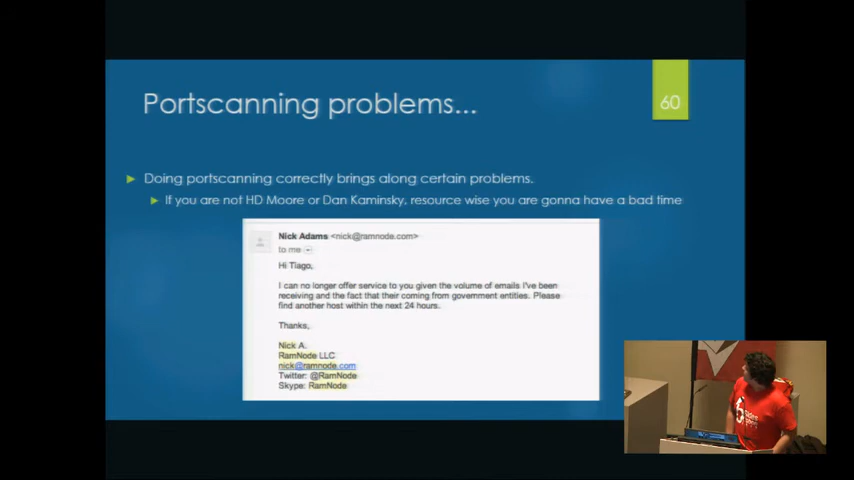 Portscanning problems...
60
Doing portscanning correctly brings along certain problems.
If you are not HD Moore or Dan Kaminsky, resource wise you are gonna have a bad time
Nick Adams <nick@ramnode.com>
to me
Hi Tiago,
I can no longer offer service to you given the volume of emails I've been
receiving and the fact that their coming from government entities. Please
find another host within the next 24 hours.
Thanks,
Nick A.
RamNode LLC
nick@ramnode.com
Twitter: @RamNode
Skype: RamNode